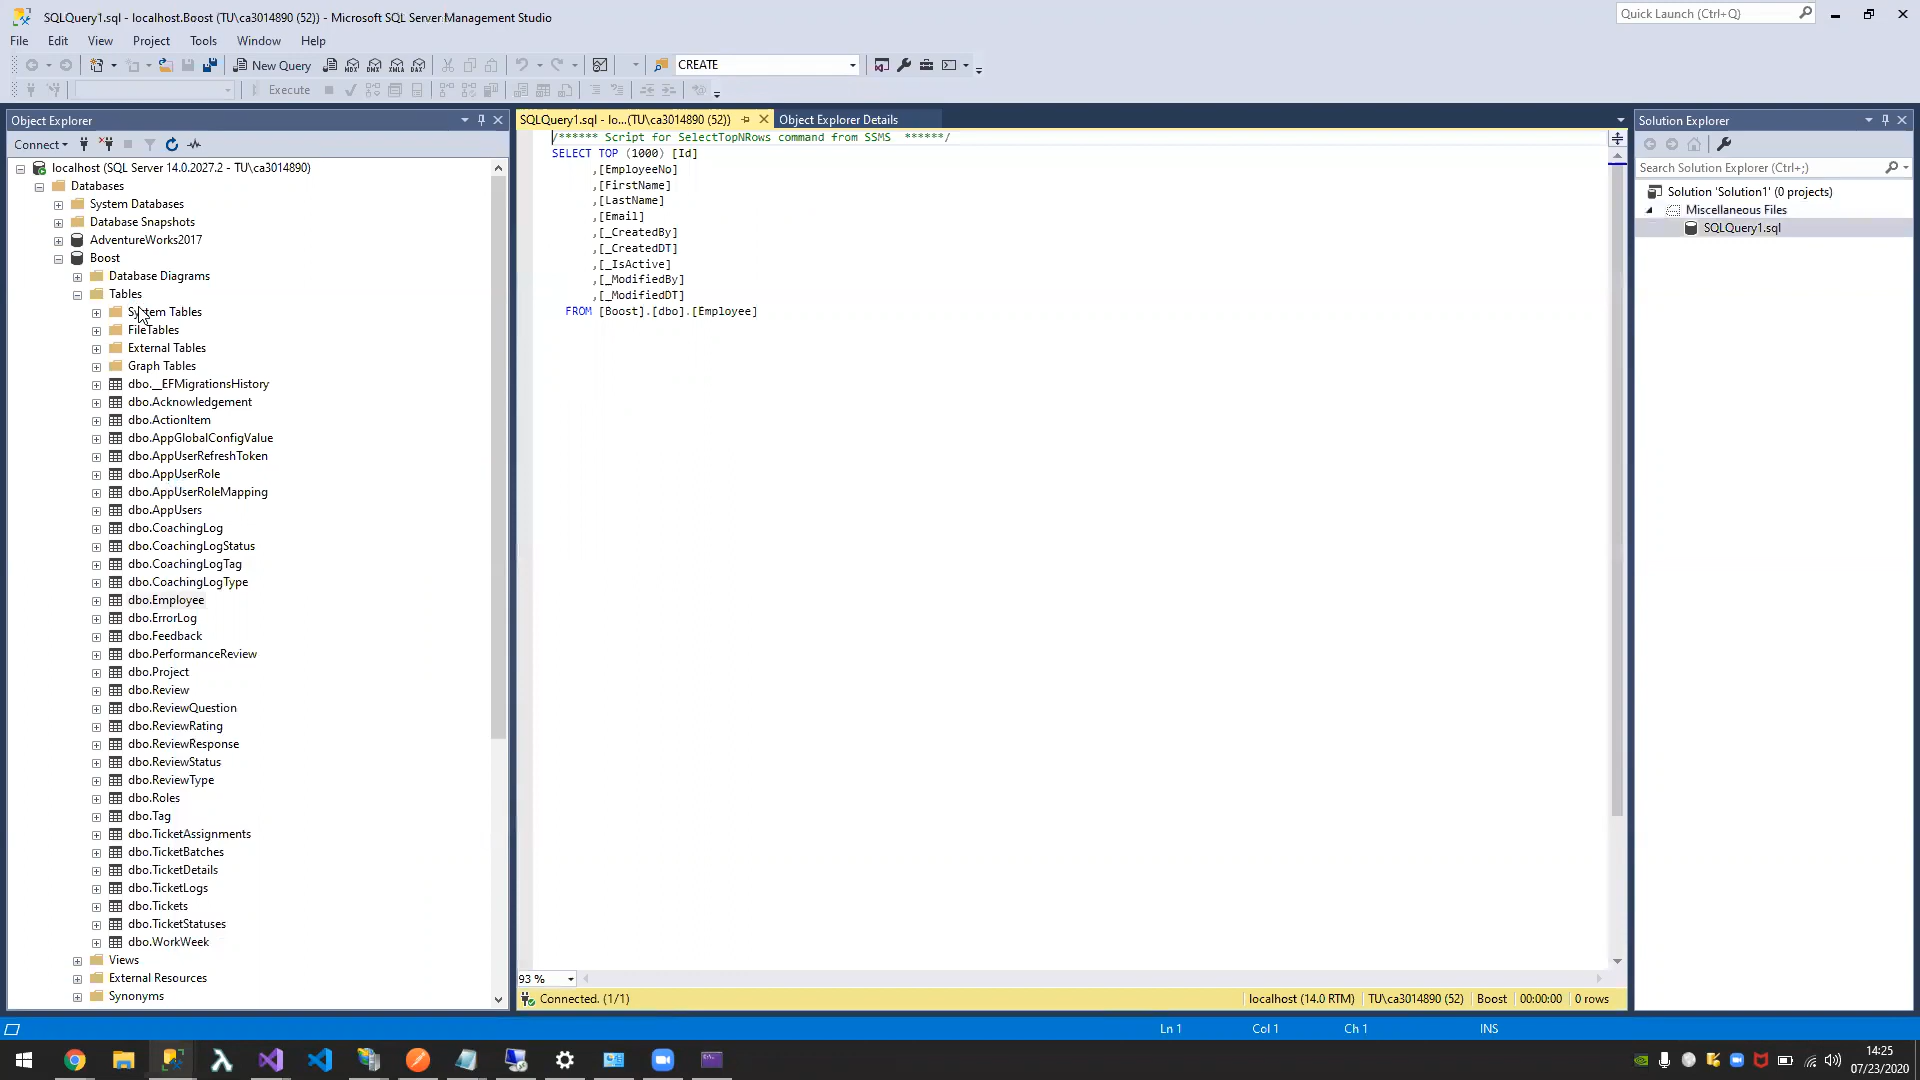 SQLQuery1.sql - localhost.Boost (TU\ca3014890 (52)) - Microsoft SQL Server Management Studio
Quick Launch (Ctrl+Q)
File Edit View Project Tools Window Help
New Query
CREATE
Execute
Object Explorer
SQLQuery1.sql - lo...(TU\ca3014890 (52))
Object Explorer Details
Solution Explorer
Connect
Search Solution Explorer (Ctrl+;)
localhost (SQL Server 14.0.2027.2 - TU\ca3014890)
Databases
System Databases
Database Snapshots
AdventureWorks2017
Boost
Database Diagrams
Tables
System Tables
FileTables
External Tables
Graph Tables
dbo.__EFMigrationsHistory
dbo.Acknowledgement
dbo.ActionItem
dbo.AppGlobalConfigValue
dbo.AppUserRefreshToken
dbo.AppUserRole
dbo.AppUserRoleMapping
dbo.AppUsers
dbo.CoachingLog
dbo.CoachingLogStatus
dbo.CoachingLogTag
dbo.CoachingLogType
dbo.Employee
dbo.ErrorLog
dbo.Feedback
dbo.PerformanceReview
dbo.Project
dbo.Review
dbo.ReviewQuestion
dbo.ReviewRating
dbo.ReviewResponse
dbo.ReviewStatus
dbo.ReviewType
dbo.Roles
dbo.Tag
dbo.TicketAssignments
dbo.TicketBatches
dbo.TicketDetails
dbo.TicketLogs
dbo.Tickets
dbo.TicketStatuses
dbo.WorkWeek
Views
External Resources
Synonyms
/****** Script for SelectTopNRows command from SSMS ******/
SELECT TOP (1000) [Id]
,[EmployeeNo]
,[FirstName]
,[LastName]
,[Email]
,[_CreatedBy]
,[_CreatedDT]
,[_IsActive]
,[_ModifiedBy]
,[_ModifiedDT]
FROM [Boost].[dbo].[Employee]
Solution 'Solution1' (0 projects)
Miscellaneous Files
SQLQuery1.sql
93 %
Connected. (1/1)
localhost (14.0 RTM) TU\ca3014890 (52) Boost 00:00:00 0 rows
Ln 1 Col 1 Ch 1 INS
14:25
07/23/2020